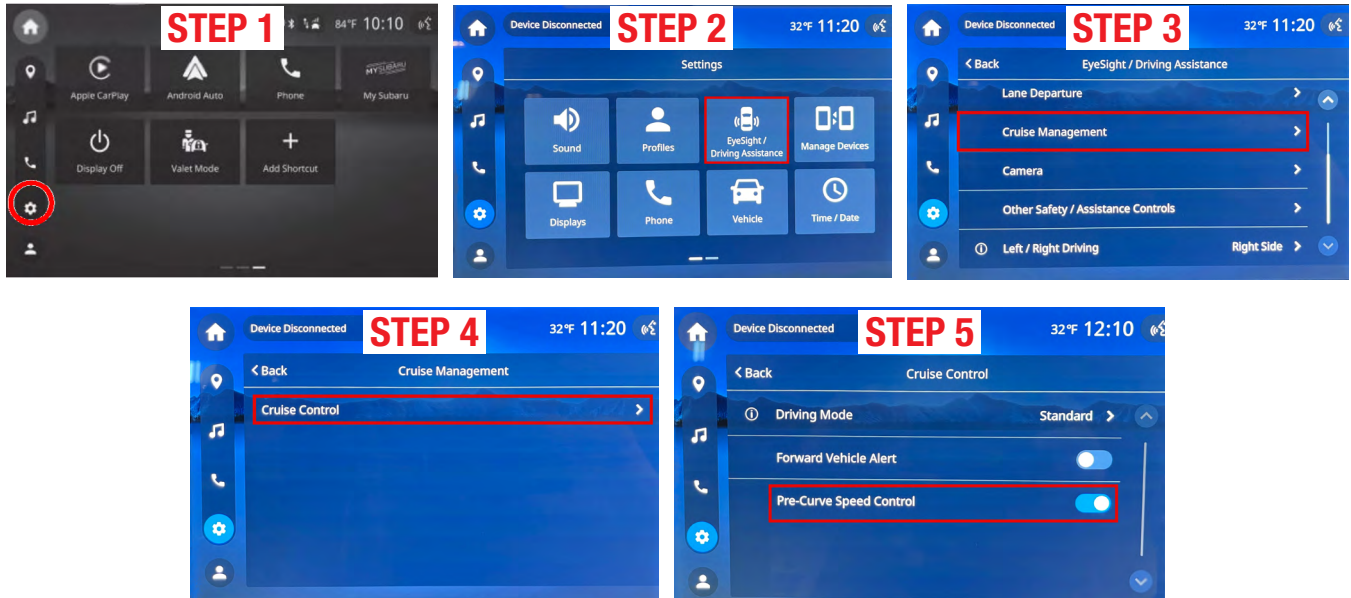 STEP 1
84°F 10:10
Apple CarPlay
Android Auto
Phone
MYSUBARU
My Subaru
Display Off
Valet Mode
Add Shortcut
STEP 2
Device Disconnected
32°F 11:20
Settings
Sound
Profiles
EyeSight /
Driving Assistance
Manage Devices
Displays
Phone
Vehicle
Time / Date
STEP 3
Device Disconnected
32°F 11:20
Back
EyeSight / Driving Assistance
Lane Departure
Cruise Management
Camera
Other Safety / Assistance Controls
Left / Right Driving
Right Side
STEP 4
Device Disconnected
32°F 11:20
Back
Cruise Management
Cruise Control
STEP 5
Device Disconnected
32°F 12:10
Back
Cruise Control
Driving Mode
Standard
Forward Vehicle Alert
Pre-Curve Speed Control